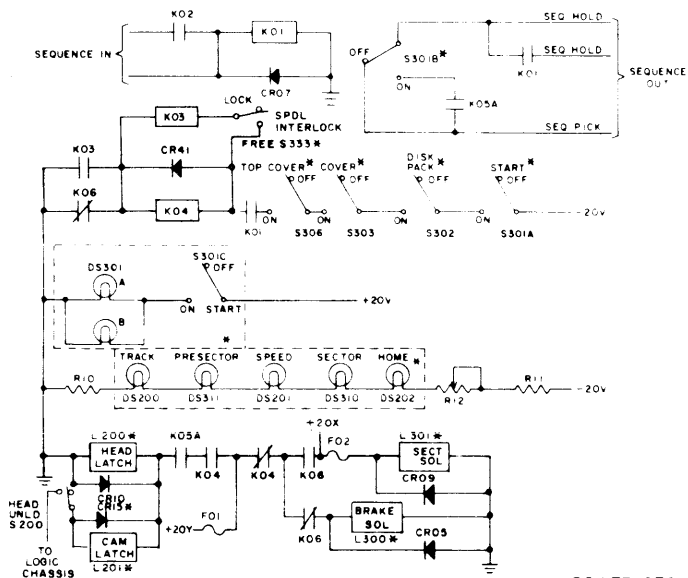 K02
K01
SEQUENCE IN
CR07
SEQ HOLD
OFF
S301B*
SEQ HOLD
K01
SEQUENCE OUT
ON
K05A
SEQ PICK
LOCK
K03
SPDL INTERLOCK
FREE S333*
K03
CR41
K06
K04
K01
TOP COVER* OFF
COVER* OFF
DISK PACK* OFF
START* OFF
ON
ON
ON
ON
S306
S303
S302
S301A
-20V
DS301
A
B
S301C
OFF
ON
START
+20V
*
TRACK
PRESECTOR
SPEED
SECTOR
HOME*
R10
DS200
DS311
DS201
DS310
DS202
R12
R11
-20V
L200*
HEAD LATCH
K05A
K04
K04
K06
+20X
F02
L301*
SECT SOL
CR10
CR15*
CR09
HEAD UNLD S200
CAM LATCH
L201*
+20Y
F01
K06
BRAKE SOL
L300*
CR05
TO LOGIC CHASSIS